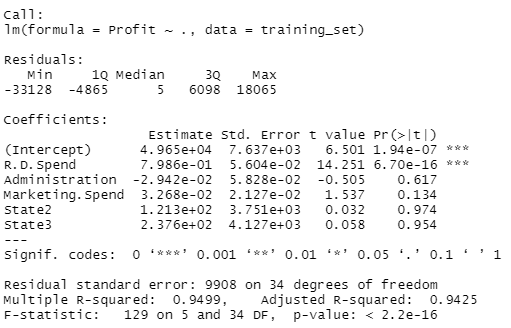 Call:
lm(formula = Profit ~ ., data = training_set)
Residuals:
Min 1Q Median 3Q Max
-33128 -4865 5 6098 18065
Coefficients:
Estimate Std. Error t value Pr(>|t|)
(Intercept) 4.965e+04 7.637e+03 6.501 1.94e-07 ***
R.D.Spend 7.986e-01 5.604e-02 14.251 6.70e-16 ***
Administration -2.942e-02 5.828e-02 -0.505 0.617
Marketing.Spend 3.268e-02 2.127e-02 1.537 0.134
State2 1.213e+02 3.751e+03 0.032 0.974
State3 2.376e+02 4.127e+03 0.058 0.954
---
Signif. codes: 0 ‘***’ 0.001 ‘**’ 0.01 ‘*’ 0.05 ‘.’ 0.1 ‘ ’ 1
Residual standard error: 9908 on 34 degrees of freedom
Multiple R-squared: 0.9499, Adjusted R-squared: 0.9425
F-statistic: 129 on 5 and 34 DF, p-value: < 2.2e-16